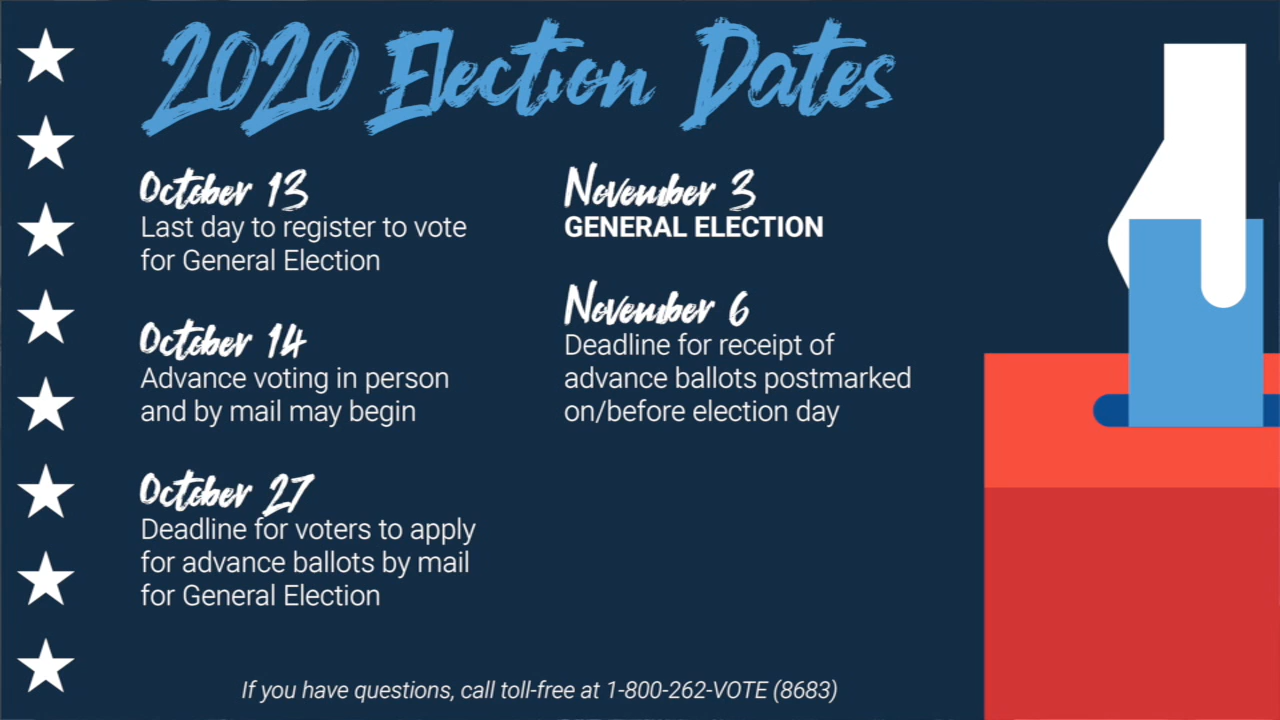 2020 Election Dates
October 13
Last day to register to vote
for General Election
October 14
Advance voting in person
and by mail may begin
October 27
Deadline for voters to apply
for advance ballots by mail
for General Election
November 3
GENERAL ELECTION
November 6
Deadline for receipt of
advance ballots postmarked
on/before election day
If you have questions, call toll-free at 1-800-262-VOTE (8683)